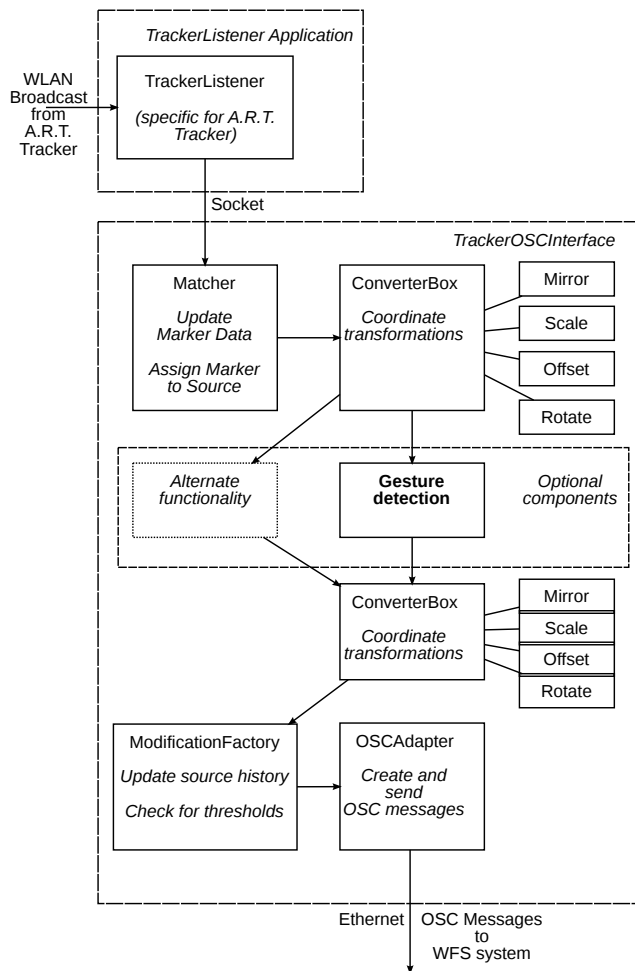 TrackerListener Application
WLAN
Broadcast
from
A.R.T.
Tracker
TrackerListener
(specific for A.R.T.
Tracker)
Socket
TrackerOSCInterface
Matcher
Update
Marker Data
Assign Marker
to Source
ConverterBox
Coordinate
transformations
Mirror
Scale
Offset
Rotate
Alternate
functionality
Gesture
detection
Optional
components
ConverterBox
Coordinate
transformations
Mirror
Scale
Offset
Rotate
ModificationFactory
Update source history
Check for thresholds
OSCAdapter
Create and
send
OSC messages
Ethernet
OSC Messages
to
WFS system